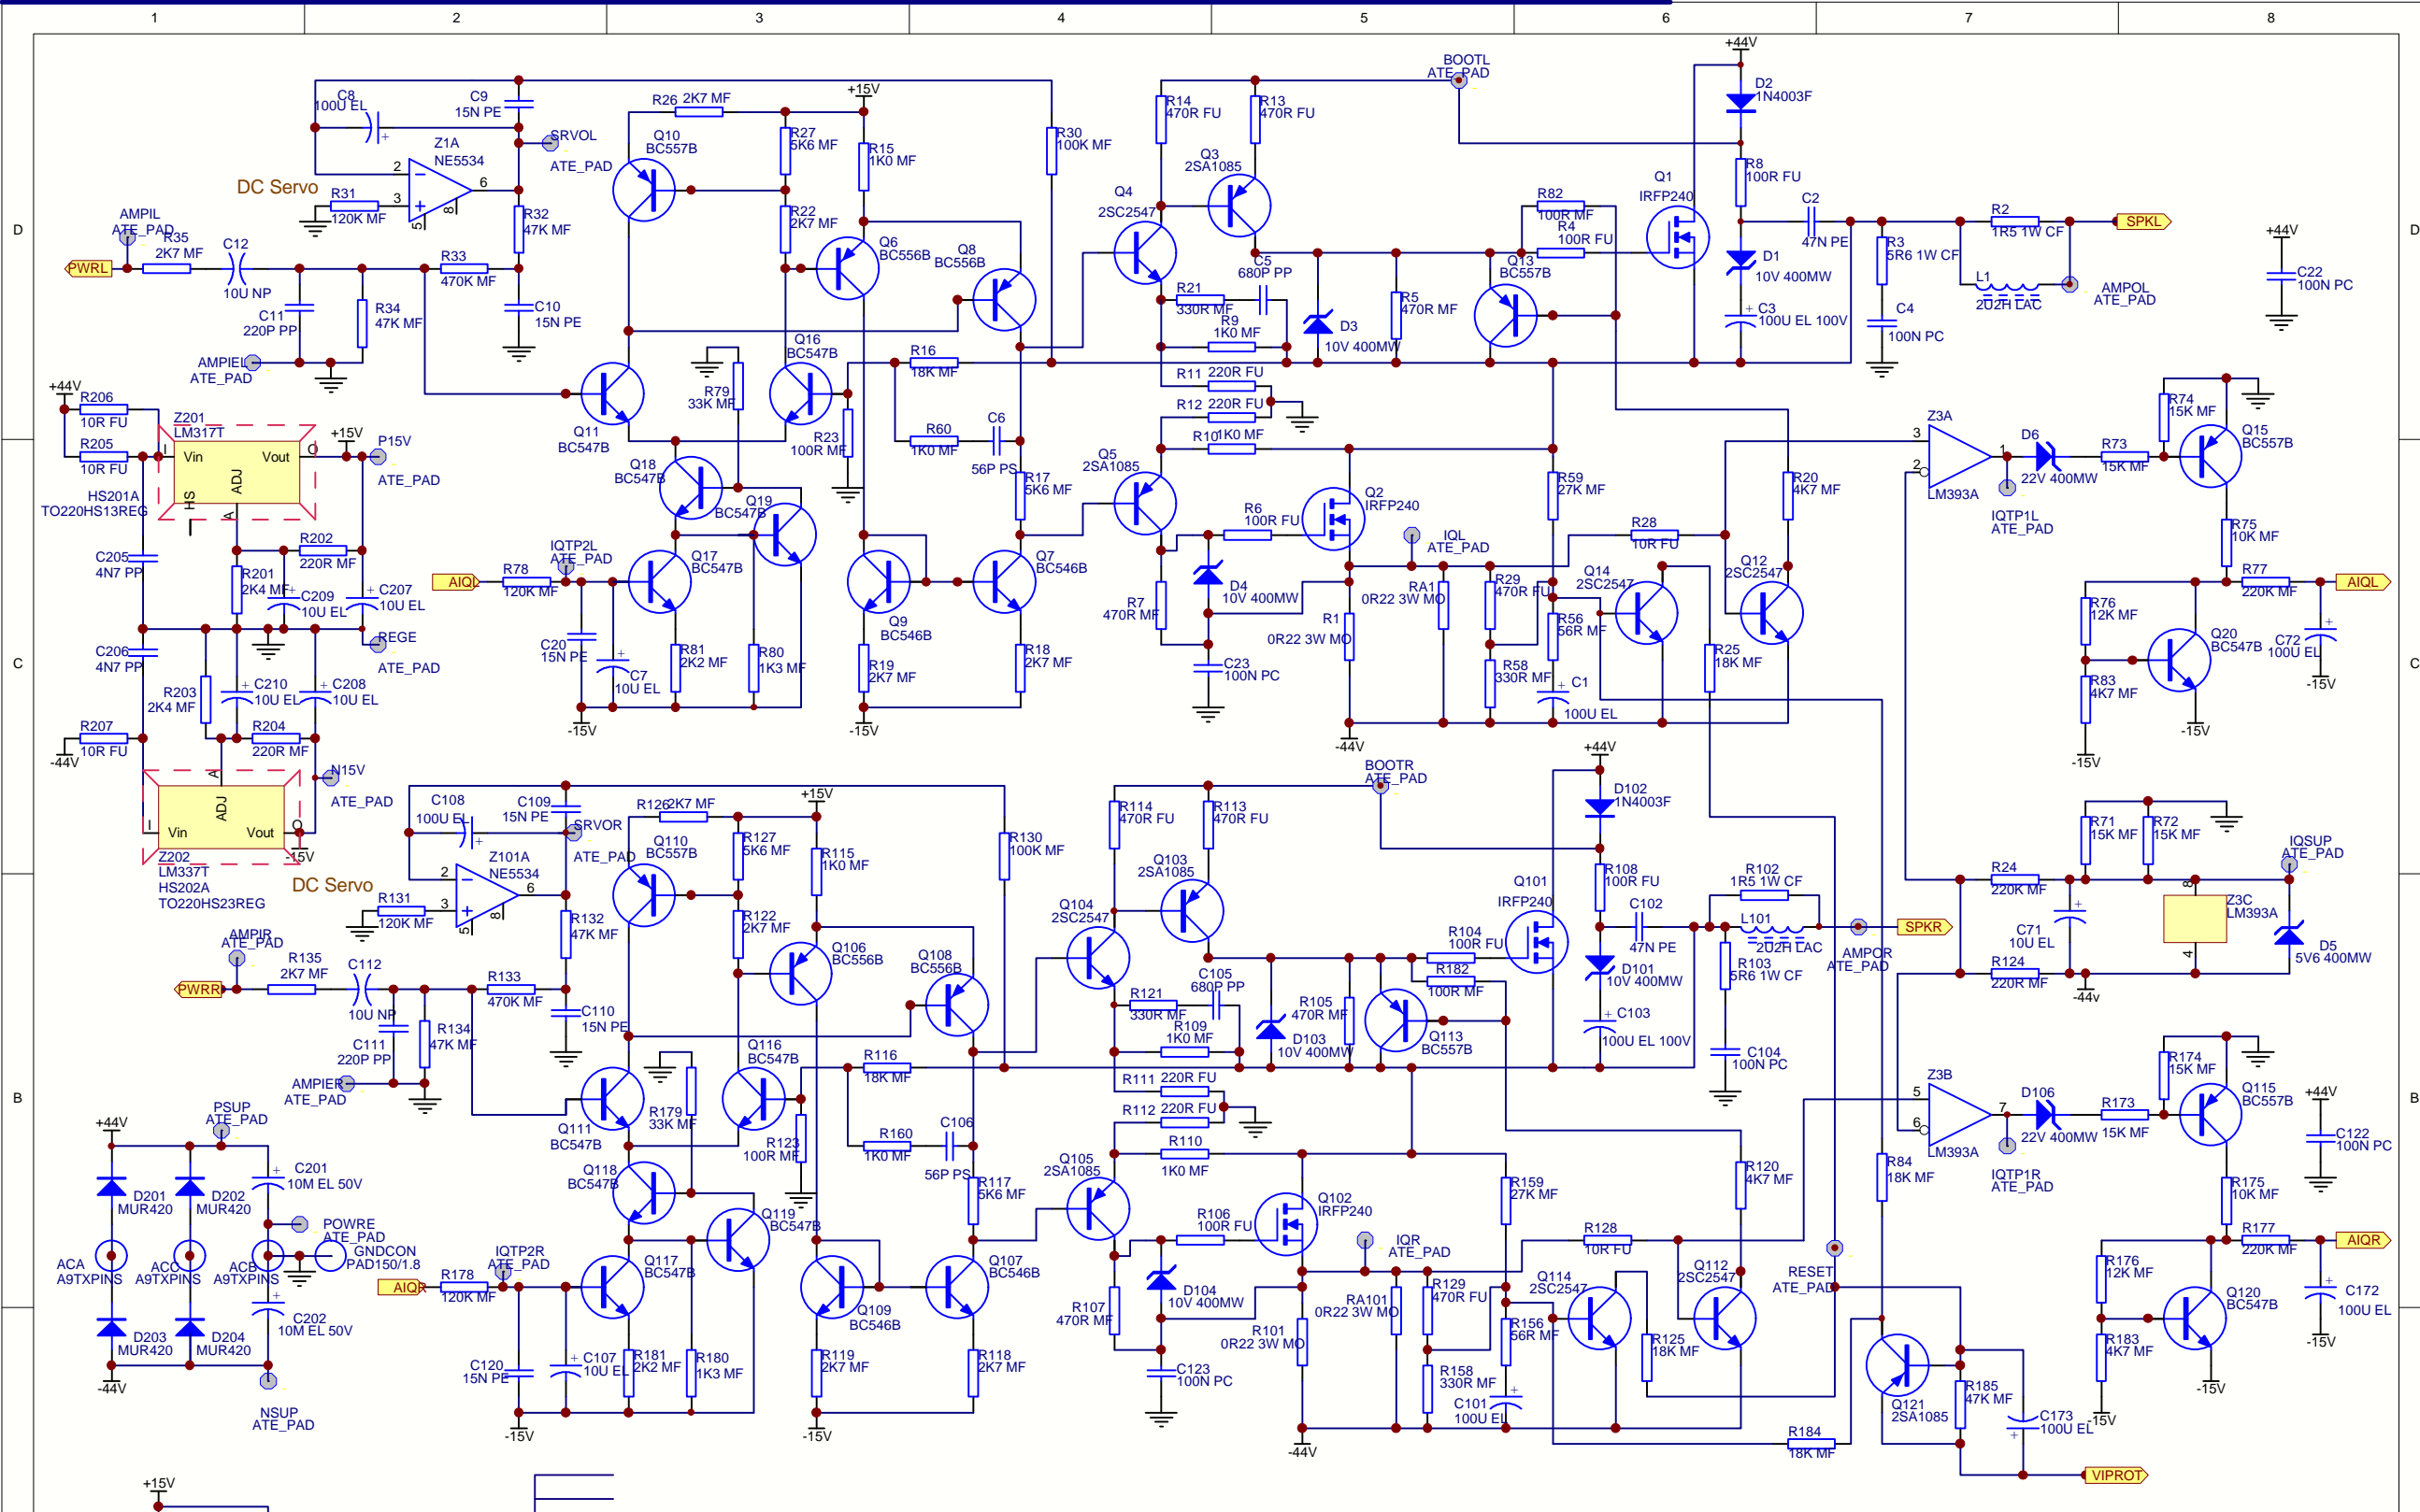 1 2 3 4 5 6 7 8
D
C
B
D
C
B
C8
100U EL
C9
15N PE
SRVOL
ATE_PAD
Z1A
NE5534
2
3
6
5
8
DC Servo
R31
120K MF
R32
47K MF
AMPIL
ATE_PAD
R35
2K7 MF
C12
10U NP
PWRL
R33
470K MF
C11
220P PP
R34
47K MF
C10
15N PE
AMPIEL
ATE_PAD
R26 2K7 MF
Q10
BC557B
R27
5K6 MF
+15V
R15
1K0 MF
R22
2K7 MF
Q6
BC556B
Q8
BC556B
R30
100K MF
Q16
BC547B
R79
33K MF
Q11
BC547B
R23
100R MF
R16
18K MF
R60
1K0 MF
C6
56P PS
Q18
BC547B
Q19
BC547B
R17
5K6 MF
IQTP2L
ATE_PAD
AIQL
R78
120K MF
Q17
BC547B
Q9
BC546B
Q7
BC546B
C20
15N PE
C7
10U EL
R81
2K2 MF
R80
1K3 MF
R19
2K7 MF
R18
2K7 MF
-15V
-15V
BOOTL
ATE_PAD
R14
470R FU
R13
470R FU
Q3
2SA1085
Q4
2SC2547
R21
330R MF
C5
680P PP
R9
1K0 MF
D3
10V 400MW
R5
470R MF
Q13
BC557B
R82
100R MF
R4
100R FU
Q1
IRFP240
+44V
D2
1N4003F
R8
100R FU
C2
47N PE
D1
10V 400MW
C3
100U EL 100V
R3
5R6 1W CF
C4
100N PC
R2
1R5 1W CF
L1
2U2H LAC
SPKL
AMPOL
ATE_PAD
+44V
C22
100N PC
R11 220R FU
R12 220R FU
R10 1K0 MF
Q5
2SA1085
R6
100R FU
Q2
IRFP240
IQL
ATE_PAD
R59
27K MF
R28
10R FU
R20
4K7 MF
D4
10V 400MW
R7
470R MF
C23
100N PC
R1
0R22 3W MO
RA1
0R22 3W MO
R29
470R FU
R56
56R MF
R58
330R MF
C1
100U EL
Q14
2SC2547
Q12
2SC2547
R25
18K MF
-44V
Z3A
3
2
1
LM393A
D6
22V 400MW
IQTP1L
ATE_PAD
R73
15K MF
R74
15K MF
Q15
BC557B
R75
10K MF
R77
220K MF
AIQL
R76
12K MF
Q20
BC547B
C72
100U EL
R83
4K7 MF
-15V
-15V
-15V
+44V
R206
10R FU
R205
10R FU
Z201
LM317T
Vin Vout
ADJ
HS
I
O
A
+15V
P15V
ATE_PAD
HS201A
TO220HS13REG
C205
4N7 PP
R202
220R MF
R201
2K4 MF
C209
10U EL
C207
10U EL
REGE
ATE_PAD
C206
4N7 PP
R203
2K4 MF
C210
10U EL
C208
10U EL
R207
10R FU
R204
220R MF
-44V
N15V
ATE_PAD
A
ADJ
I
Vin Vout
O
-15V
Z202
LM337T
HS202A
TO220HS23REG
C108
100U EL
C109
15N PE
SRVOR
ATE_PAD
Z101A
NE5534
2
3
6
5
8
DC Servo
R131
120K MF
R132
47K MF
AMPIR
ATE_PAD
R135
2K7 MF
C112
10U NP
PWRR
R133
470K MF
C111
220P PP
R134
47K MF
C110
15N PE
AMPIER
ATE_PAD
R126 2K7 MF
Q110
BC557B
R127
5K6 MF
+15V
R115
1K0 MF
R122
2K7 MF
Q106
BC556B
Q108
BC556B
R130
100K MF
Q116
BC547B
R179
33K MF
Q111
BC547B
R123
100R MF
R116
18K MF
R160
1K0 MF
C106
56P PS
Q118
BC547B
Q119
BC547B
R117
5K6 MF
IQTP2R
ATE_PAD
AIQR
R178
120K MF
Q117
BC547B
Q109
BC546B
Q107
BC546B
C120
15N PE
C107
10U EL
R181
2K2 MF
R180
1K3 MF
R119
2K7 MF
R118
2K7 MF
-15V
-15V
BOOTR
ATE_PAD
R114
470R FU
R113
470R FU
Q103
2SA1085
Q104
2SC2547
R121
330R MF
C105
680P PP
R109
1K0 MF
D103
10V 400MW
R105
470R MF
Q113
BC557B
R104
100R FU
R182
100R MF
Q101
IRFP240
+44V
D102
1N4003F
R108
100R FU
C102
47N PE
D101
10V 400MW
C103
100U EL 100V
R102
1R5 1W CF
L101
2U2H LAC
R103
5R6 1W CF
C104
100N PC
AMPOR
ATE_PAD
SPKR
R111 220R FU
R112 220R FU
R110
1K0 MF
Q105
2SA1085
R106
100R FU
Q102
IRFP240
IQR
ATE_PAD
R159
27K MF
R128
10R FU
R120
4K7 MF
D104
10V 400MW
R107
470R MF
C123
100N PC
R101
0R22 3W MO
RA101
0R22 3W MO
R129
470R FU
R156
56R MF
R158
330R MF
C101
100U EL
Q114
2SC2547
Q112
2SC2547
R125
18K MF
-44V
RESET
ATE_PAD
R184
18K MF
R84
18K MF
Q121
2SA1085
R185
47K MF
C173
100U EL
VIPROT
R71
15K MF
R72
15K MF
IQSUP
ATE_PAD
R24
220K MF
C71
10U EL
8
4
Z3C
LM393A
D5
5V6 400MW
R124
220R MF
-44v
Z3B
5
6
7
LM393A
D106
22V 400MW
IQTP1R
ATE_PAD
R173
15K MF
R174
15K MF
Q115
BC557B
+44V
C122
100N PC
R175
10K MF
R177
220K MF
AIQR
R176
12K MF
Q120
BC547B
C172
100U EL
R183
4K7 MF
-15V
-15V
-15V
PSUP
ATE_PAD
+44V
C201
10M EL 50V
D201
MUR420
D202
MUR420
POWRE
ATE_PAD
GNDCON
PAD150/1.8
ACA
A9TXPINS
ACC
A9TXPINS
ACB
A9TXPINS
C202
10M EL 50V
D203
MUR420
D204
MUR420
-44V
NSUP
ATE_PAD
+15V